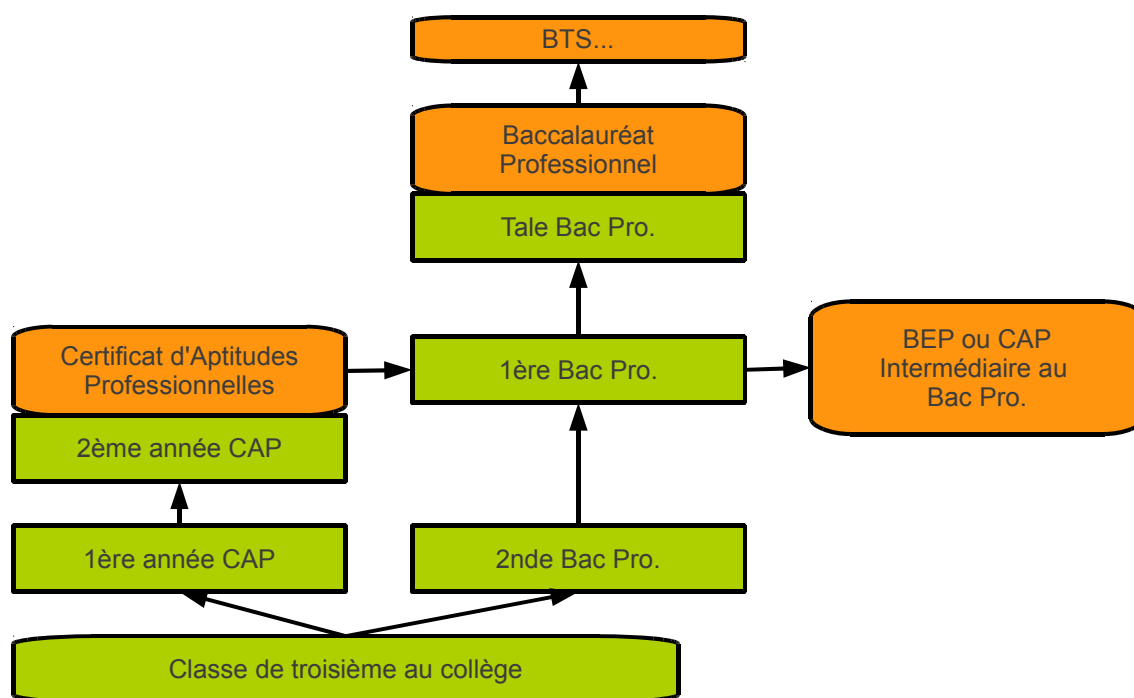 BTS...
Baccalauréat
Professionnel
Tale Bac Pro.
Certificat d'Aptitudes
Professionnelles
1ère Bac Pro.
BEP ou CAP
Intermédiaire au
Bac Pro.
2ème année CAP
1ère année CAP
2nde Bac Pro.
Classe de troisième au collège